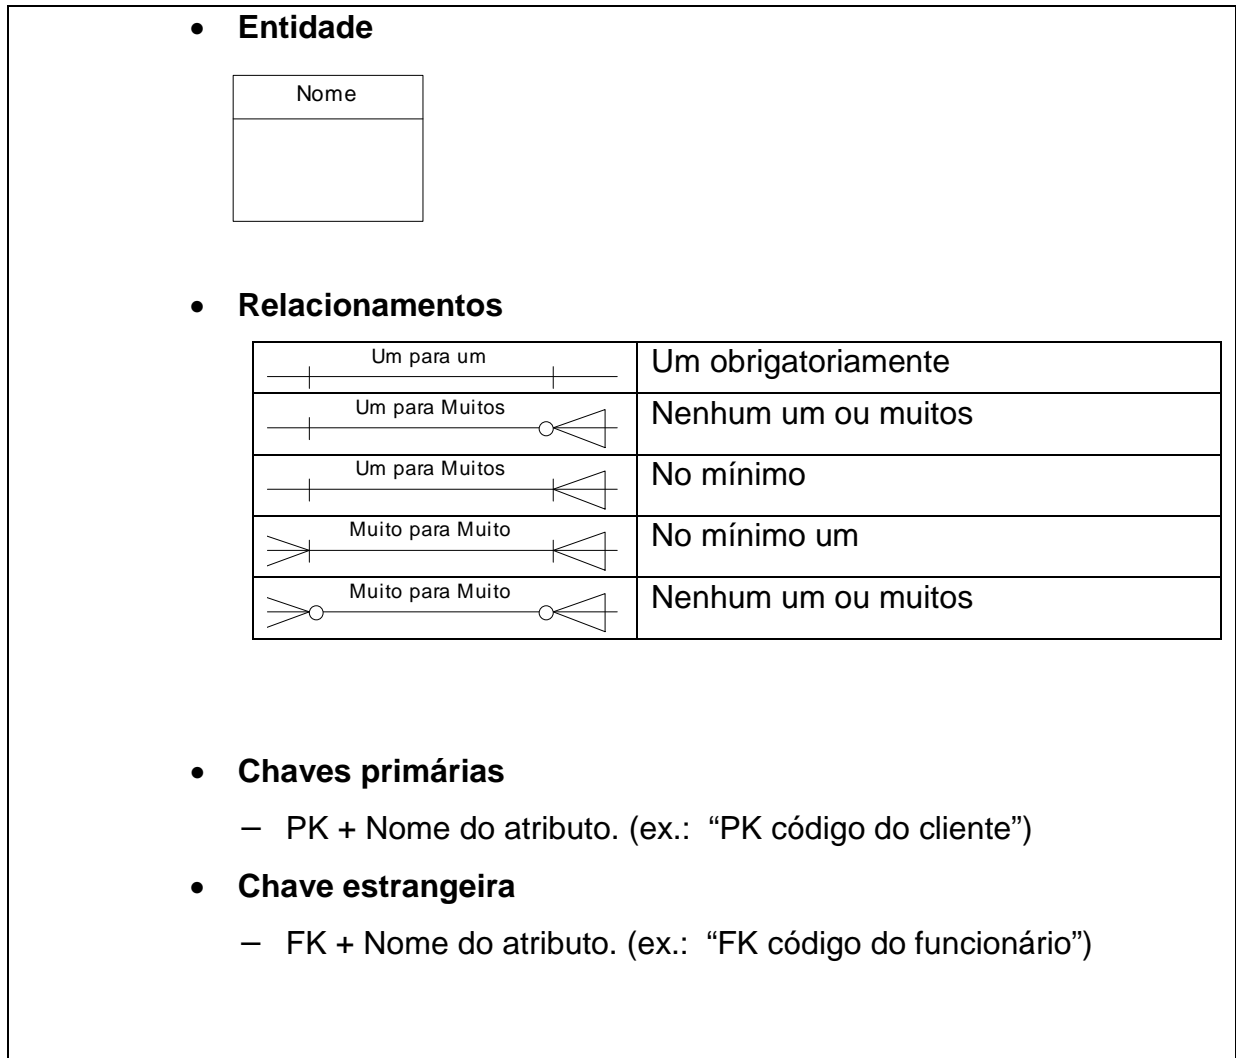 • Entidade
Nome
• Relacionamentos
Um para um Um obrigatoriamente
Um para Muitos Nenhum um ou muitos
Um para Muitos No mínimo
Muito para Muito No mínimo um
Muito para Muito Nenhum um ou muitos
• Chaves primárias
– PK + Nome do atributo. (ex.: “PK código do cliente”)
• Chave estrangeira
– FK + Nome do atributo. (ex.: “FK código do funcionário”)